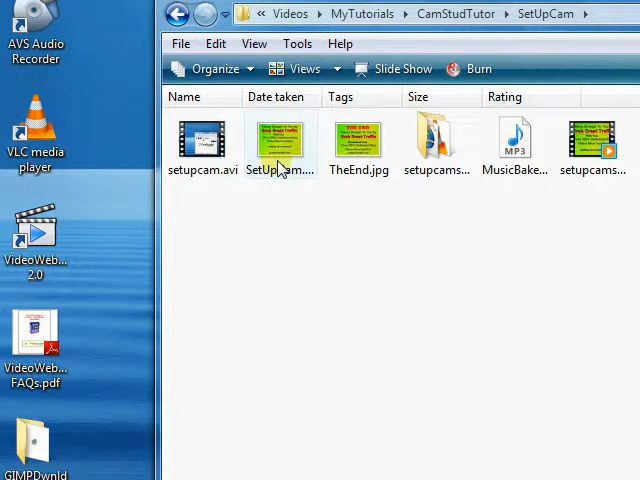 « Videos MyTutorials CamStudTutor SetUpCam
File Edit View Tools Help
Organize Views Slide Show Burn
Name Date taken Tags Size Rating
setupcam.avi SetUpCam.... TheEnd.jpg setupcams... MusicBake... setupcams...
MP3
THE END
AVS Audio
Recorder
VLC media
player
VideoWeb...
2.0
VideoWeb...
FAQs.pdf
GIMPDwnld